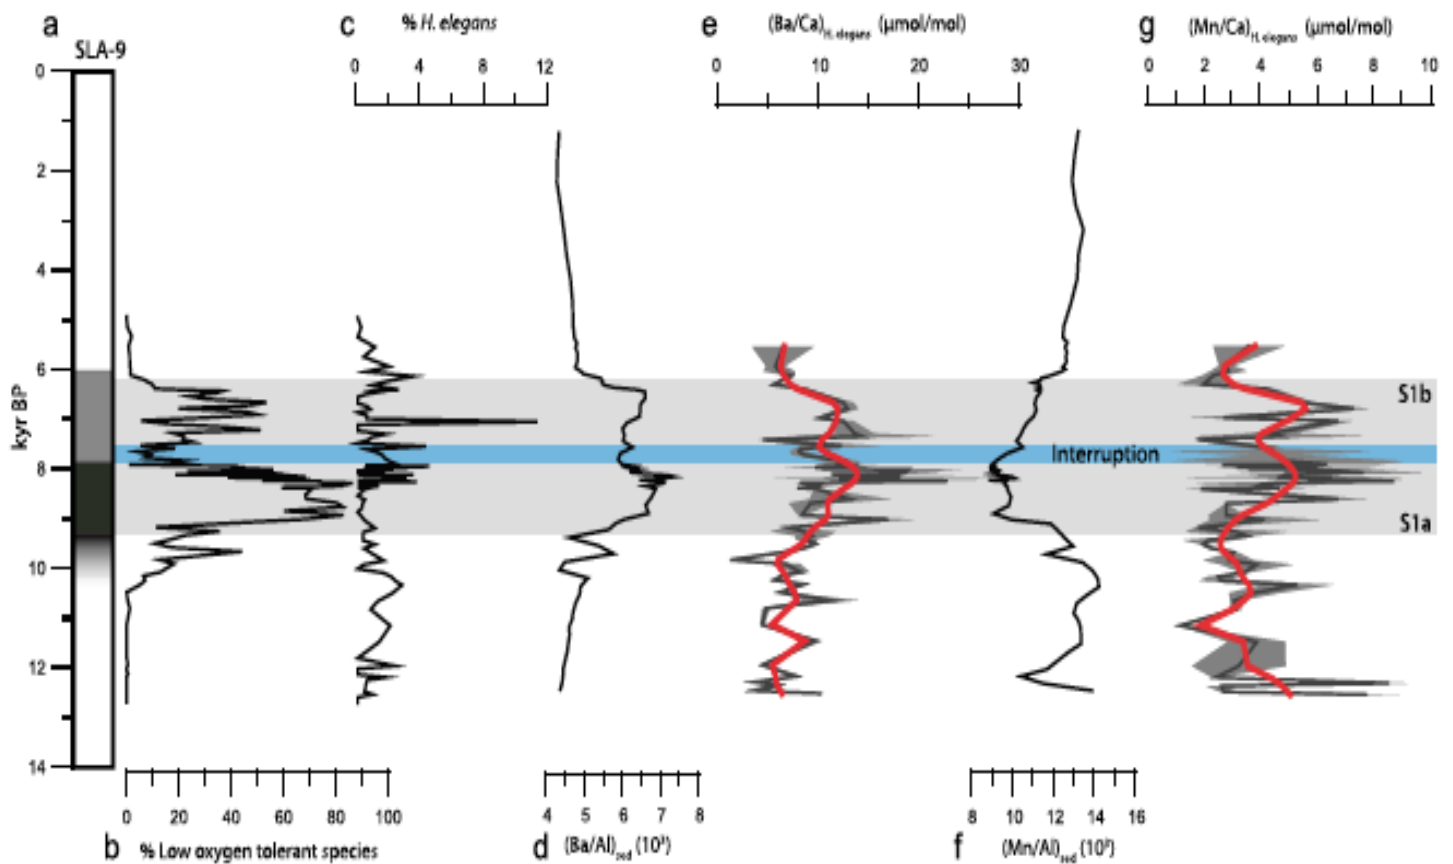 a c % H. elegans e (Ba/Ca)H. elegans (μmol/mol) g (Mn/Ca)H. elegans (μmol/mol)
SLA-9
0 4 8 12 0 10 20 30 0 2 4 6 8 10
0
2
4
6
8
10
12
14
kyr BP
S1b
Interruption
S1a
0 20 40 60 80 100 4 5 6 7 8 8 10 12 14 16
b % Low oxygen tolerant species d (Ba/Al)sed (10³) f (Mn/Al)sed (10³)